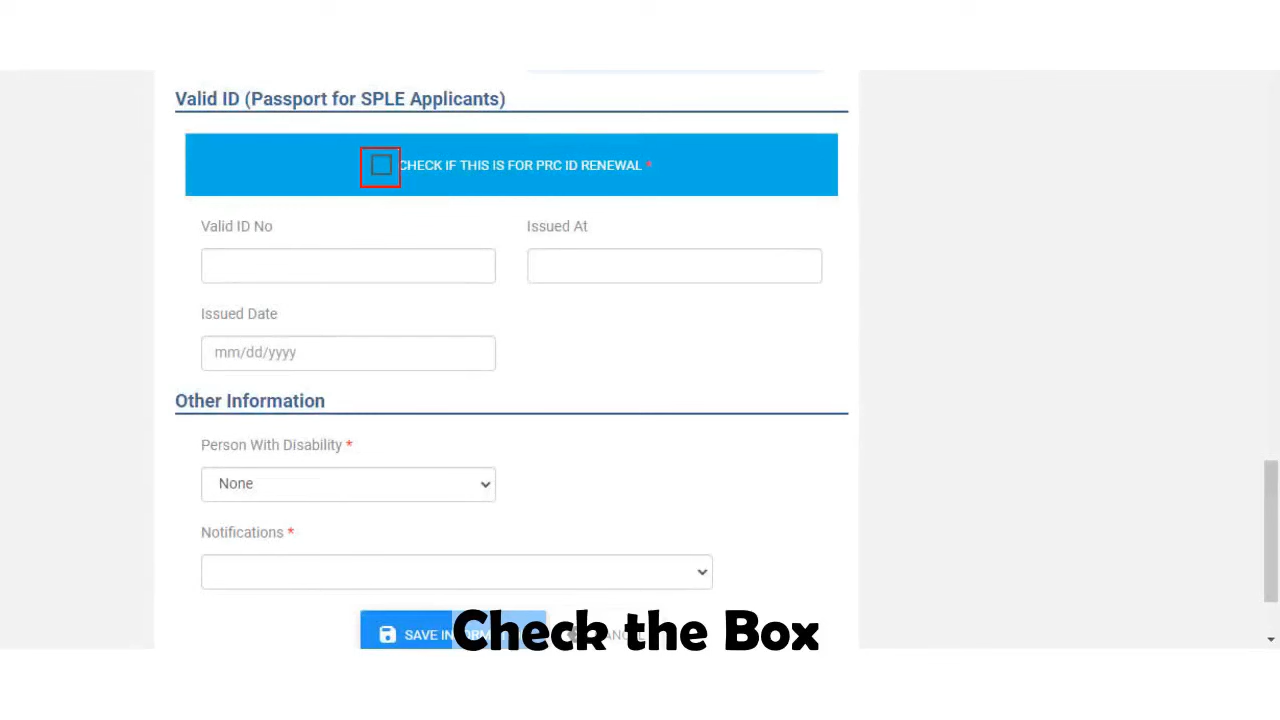 Valid ID (Passport for SPLE Applicants)
CHECK IF THIS IS FOR PRC ID RENEWAL *
Valid ID No
Issued At
Issued Date
mm/dd/yyyy
Other Information
Person With Disability *
None
Notifications *
SAVE
Check the Box